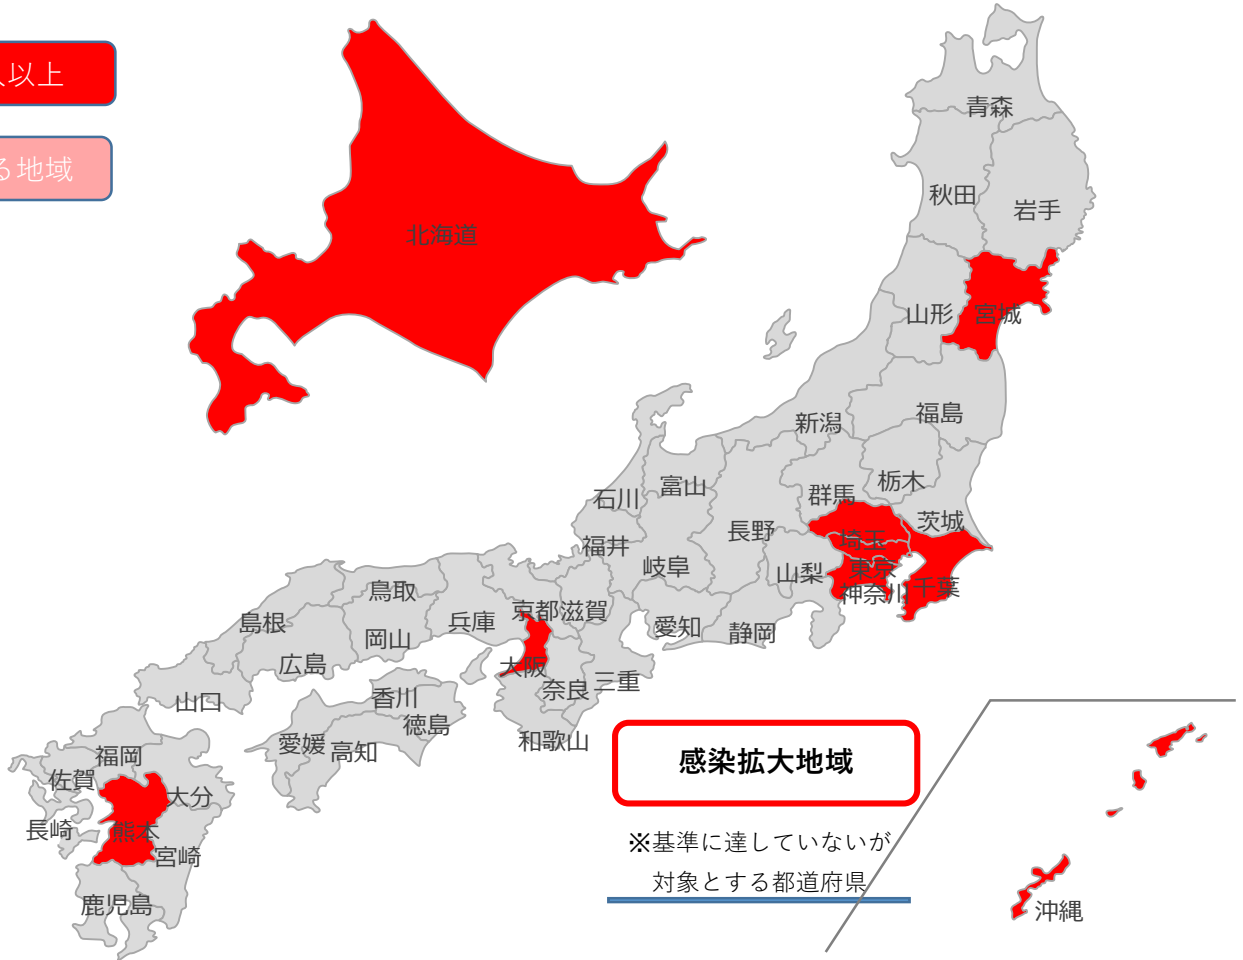 人以上
る地域
北海道
青森
秋田
岩手
山形
宮城
福島
新潟
栃木
群馬
茨城
富山
石川
長野
埼玉
福井
岐阜
山梨
東京
神奈川
千葉
鳥取
京都
滋賀
島根
兵庫
岡山
愛知
静岡
広島
大阪
三重
奈良
山口
香川
徳島
和歌山
愛媛
高知
福岡
佐賀
大分
長崎
熊本
宮崎
鹿児島
感染拡大地域
※基準に達していないが
対象とする都道府県
沖縄